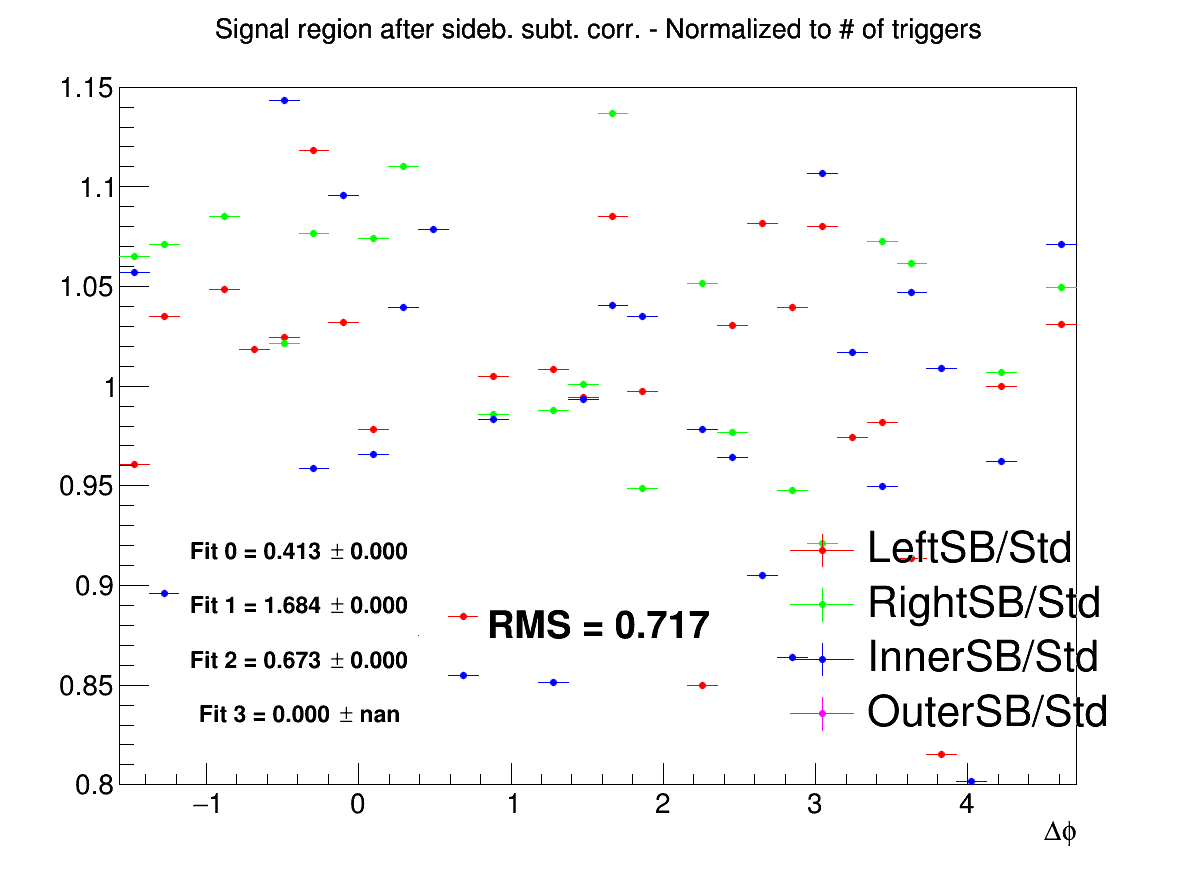 Signal region after sideb. subt. corr. - Normalized to # of triggers
1.15
1.1
1.05
1
0.95
0.9
0.85
0.8
Fit 0 = 0.413 ± 0.000
Fit 1 = 1.684 ± 0.000
Fit 2 = 0.673 ± 0.000
Fit 3 = 0.000 ± nan
RMS = 0.717
LeftSB/Std
RightSB/Std
InnerSB/Std
OuterSB/Std
−1 0 1 2 3 4
Δϕ